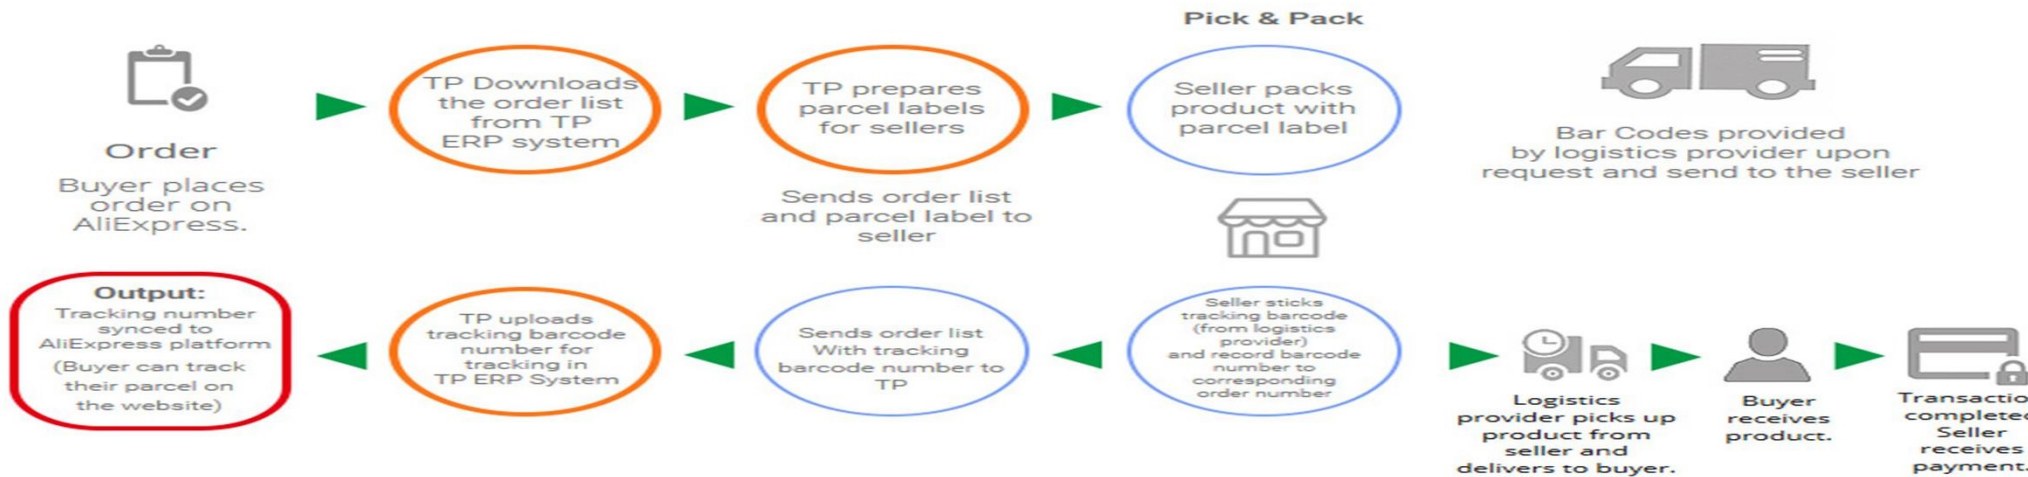 Pick & Pack
Order
Buyer places
order on
AliExpress.
TP Downloads
the order list
from TP
ERP system
TP prepares
parcel labels
for sellers
Sends order list
and parcel label to
seller
Seller packs
product with
parcel label
Bar Codes provided
by logistics provider upon
request and send to the seller
Output:
Tracking number
synced to
AliExpress platform
(Buyer can track
their parcel on
the website)
TP uploads
tracking barcode
number for
tracking in
TP ERP System
Sends order list
With tracking
barcode number to
TP
Seller sticks
tracking barcode
(from logistics
provider)
and record barcode
number to
corresponding
order number
Logistics
provider picks up
product from
seller and
delivers to buyer.
Buyer
receives
product.
Transaction
completed
Seller
receives
payment.